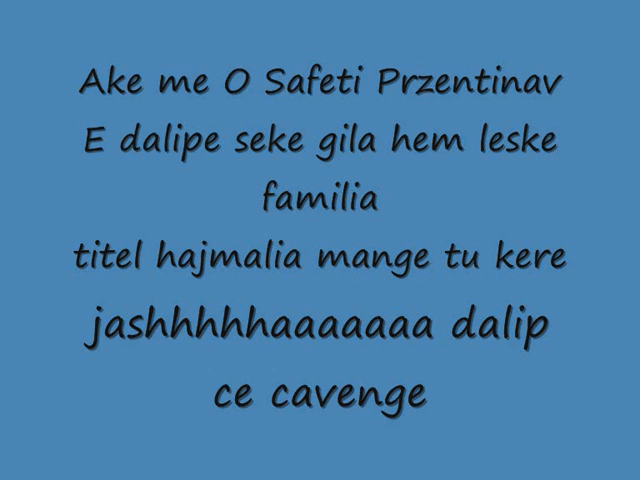 Ake me O Safeti Przentinav
E dalipe seke gila hem leske
familia
titel hajmalia mange tu kere
jashhhhhaaaaaaa dalip
ce cavenge